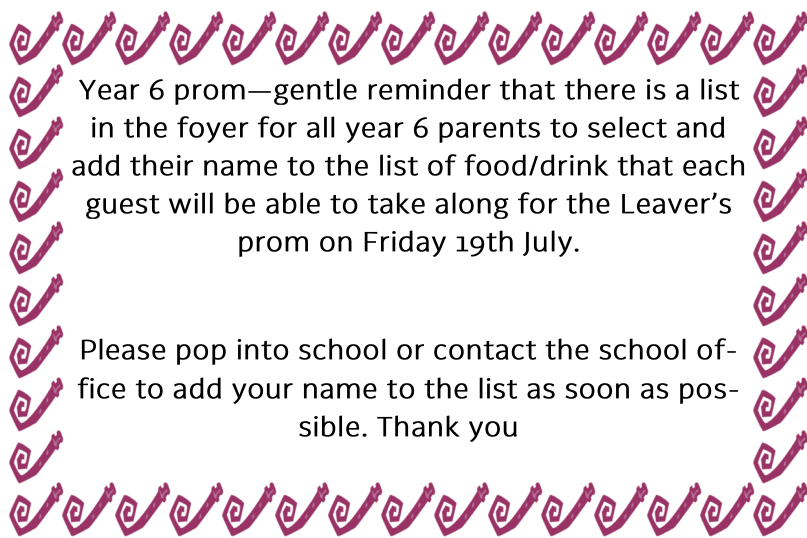 Year 6 prom—gentle reminder that there is a list
in the foyer for all year 6 parents to select and
add their name to the list of food/drink that each
guest will be able to take along for the Leaver’s
prom on Friday 19th July.
Please pop into school or contact the school of-
fice to add your name to the list as soon as pos-
sible. Thank you